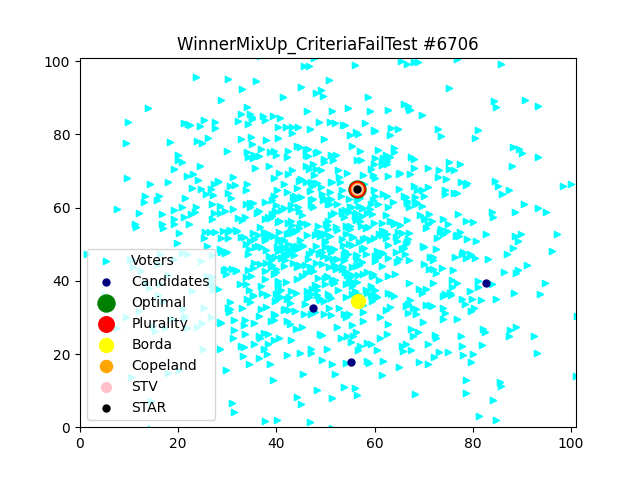 WinnerMixUp_CriteriaFailTest #6706
100
80
60
40
20
0
Voters
Candidates
Optimal
Plurality
Borda
Copeland
STV
STAR
0 20 40 60 80 100